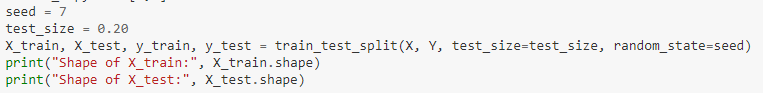 seed = 7
test_size = 0.20
X_train, X_test, y_train, y_test = train_test_split(X, Y, test_size=test_size, random_state=seed)
print("Shape of X_train:", X_train.shape)
print("Shape of X_test:", X_test.shape)